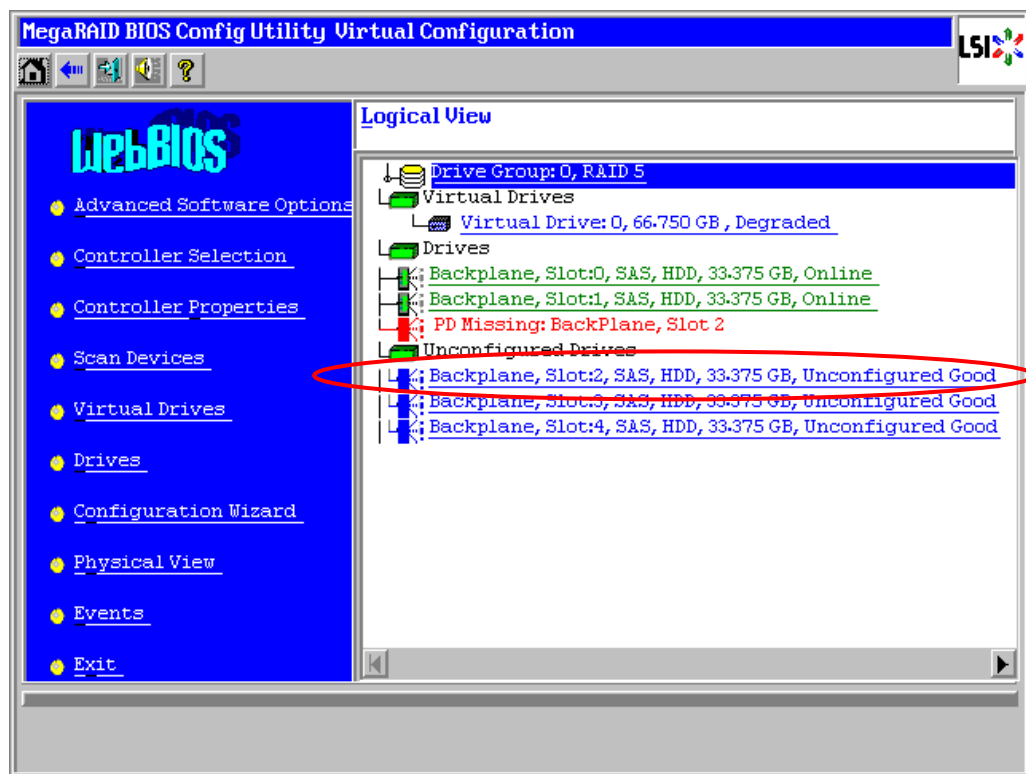 MegaRAID BIOS Config Utility Virtual Configuration
LSI
WebBIOS
Advanced Software Options
Controller Selection
Controller Properties
Scan Devices
Virtual Drives
Drives
Configuration Wizard
Physical View
Events
Exit
Logical View
Drive Group: 0, RAID 5
Virtual Drives
Virtual Drive: 0, 66.750 GB , Degraded
Drives
Backplane, Slot:0, SAS, HDD, 33.375 GB, Online
Backplane, Slot:1, SAS, HDD, 33.375 GB, Online
PD Missing: BackPlane, Slot 2
Unconfigured Drives
Backplane, Slot:2, SAS, HDD, 33.375 GB, Unconfigured Good
Backplane, Slot:3, SAS, HDD, 33.375 GB, Unconfigured Good
Backplane, Slot:4, SAS, HDD, 33.375 GB, Unconfigured Good